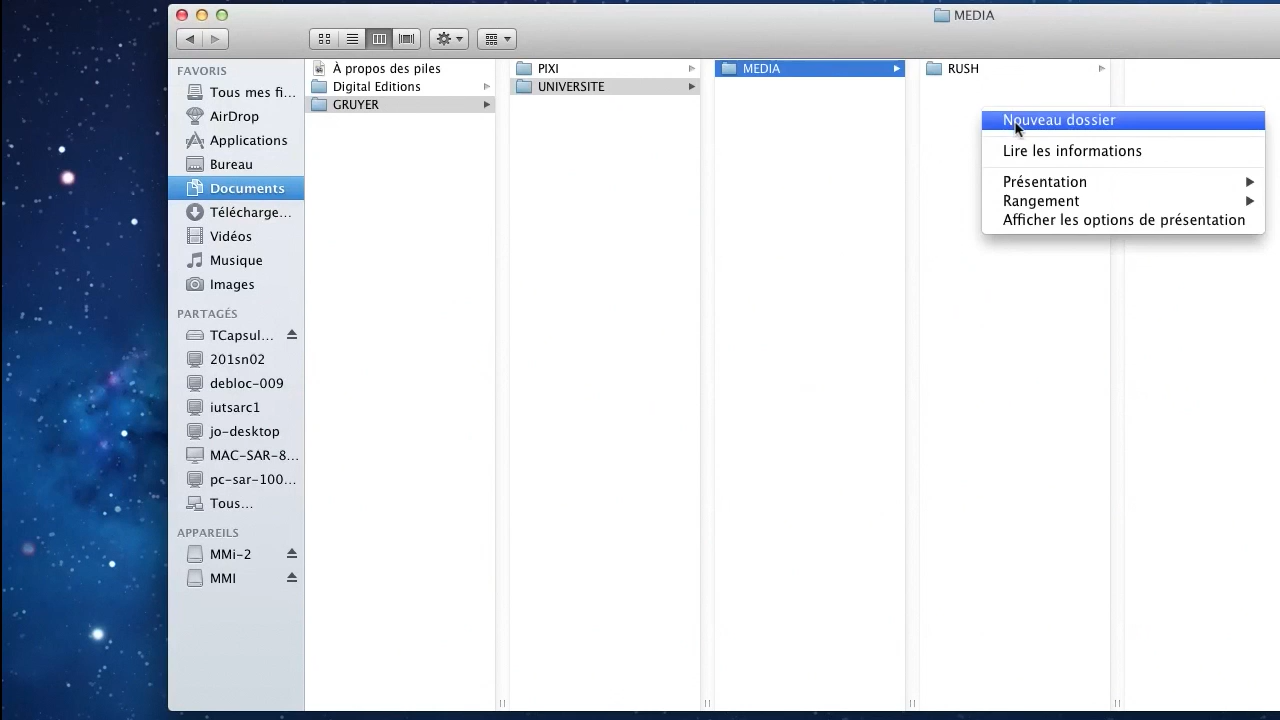 MEDIA
FAVORIS
Tous mes fi...
AirDrop
Applications
Bureau
Documents
Télécharge...
Vidéos
Musique
Images
PARTAGÉS
TCapsul...
201sn02
debloc-009
iutsarc1
jo-desktop
MAC-SAR-8...
pc-sar-100...
Tous...
APPAREILS
MMi-2
MMI
À propos des piles
Digital Editions
GRUYER
PIXI
UNIVERSITE
MEDIA
RUSH
Nouveau dossier
Lire les informations
Présentation
Rangement
Afficher les options de présentation